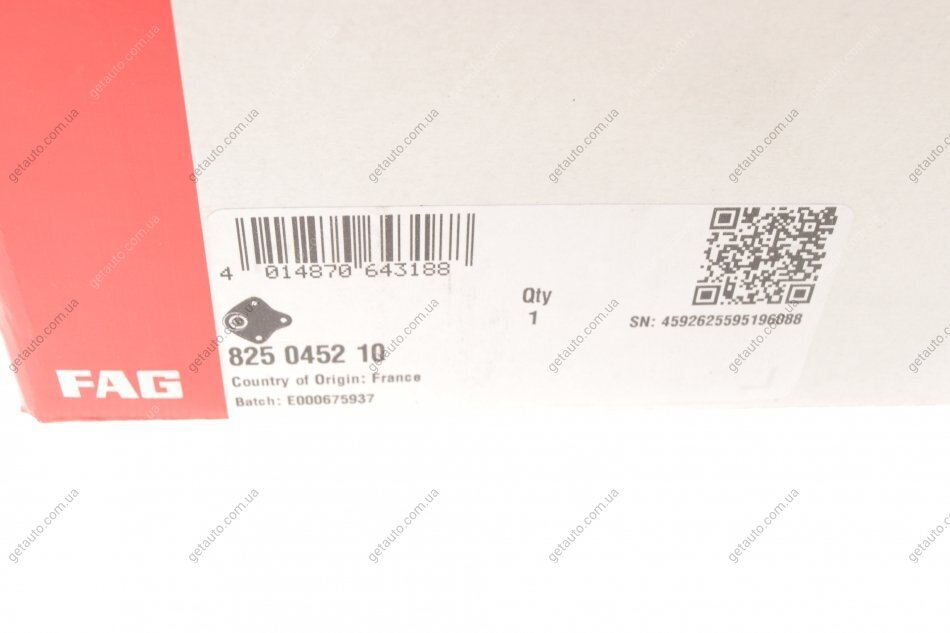 4 014870 643188
Qty
1
SN: 4592625595196088
825 0452 10
Country of Origin: France
Batch: E000675937
FAG
getauto.com.ua